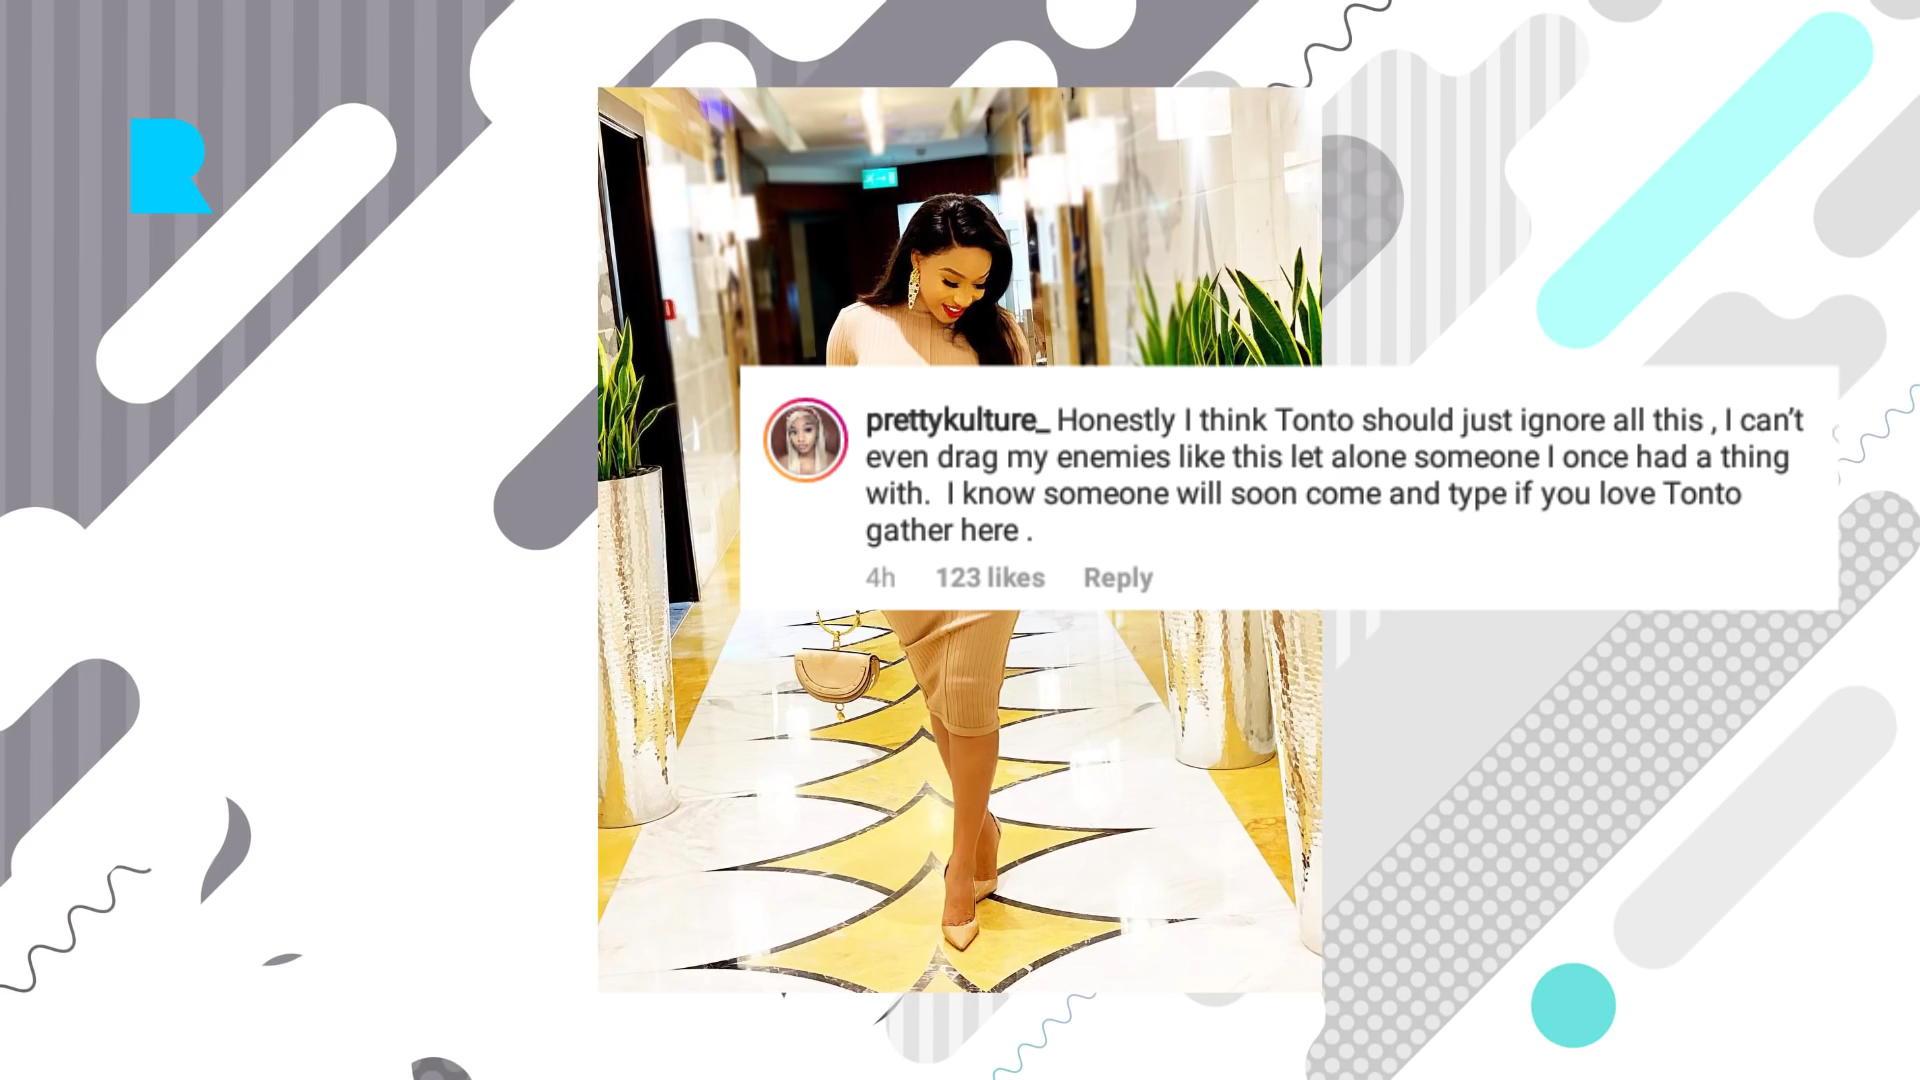 R
prettykulture_ Honestly I think Tonto should just ignore all this , I can’t
even drag my enemies like this let alone someone I once had a thing
with.  I know someone will soon come and type if you love Tonto
gather here .
4h 123 likes Reply